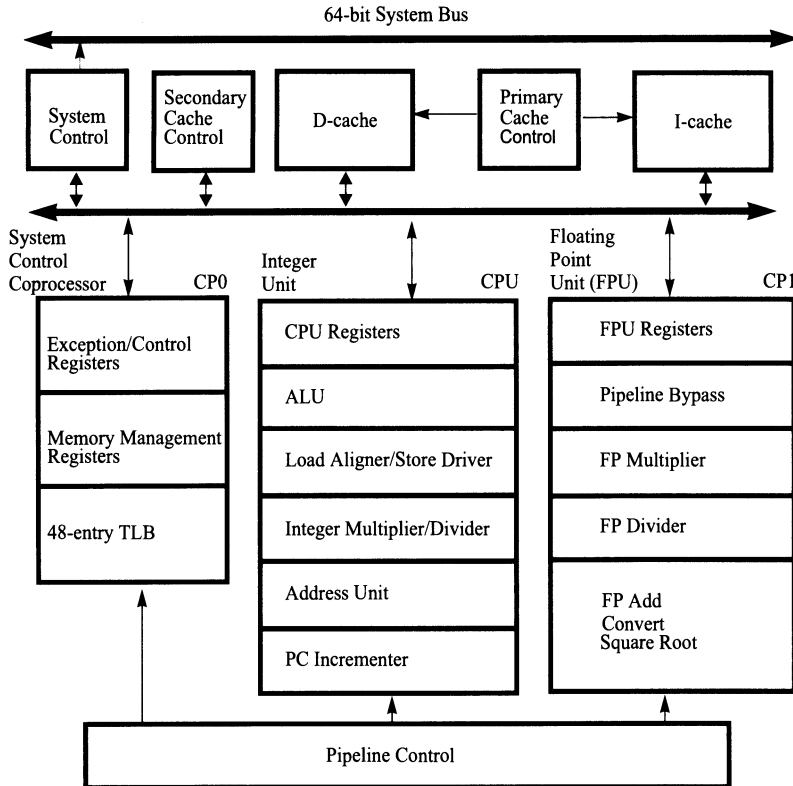 64-bit System Bus
System
Control
Secondary
Cache
Control
D-cache
Primary
Cache
Control
I-cache
System
Control
Coprocessor
CP0
Integer
Unit
CPU
Floating
Point
Unit (FPU)
CP1
Exception/Control
Registers
Memory Management
Registers
48-entry TLB
CPU Registers
ALU
Load Aligner/Store Driver
Integer Multiplier/Divider
Address Unit
PC Incrementer
FPU Registers
Pipeline Bypass
FP Multiplier
FP Divider
FP Add
Convert
Square Root
Pipeline Control